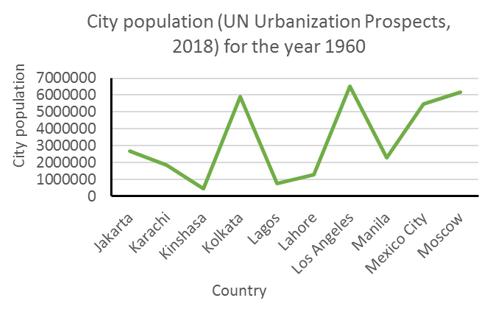 City population (UN Urbanization Prospects,
2018) for the year 1960
City population
7000000
6000000
5000000
4000000
3000000
2000000
1000000
0
Jakarta
Karachi
Kinshasa
Kolkata
Lagos
Lahore
Los Angeles
Manila
Mexico City
Moscow
Country